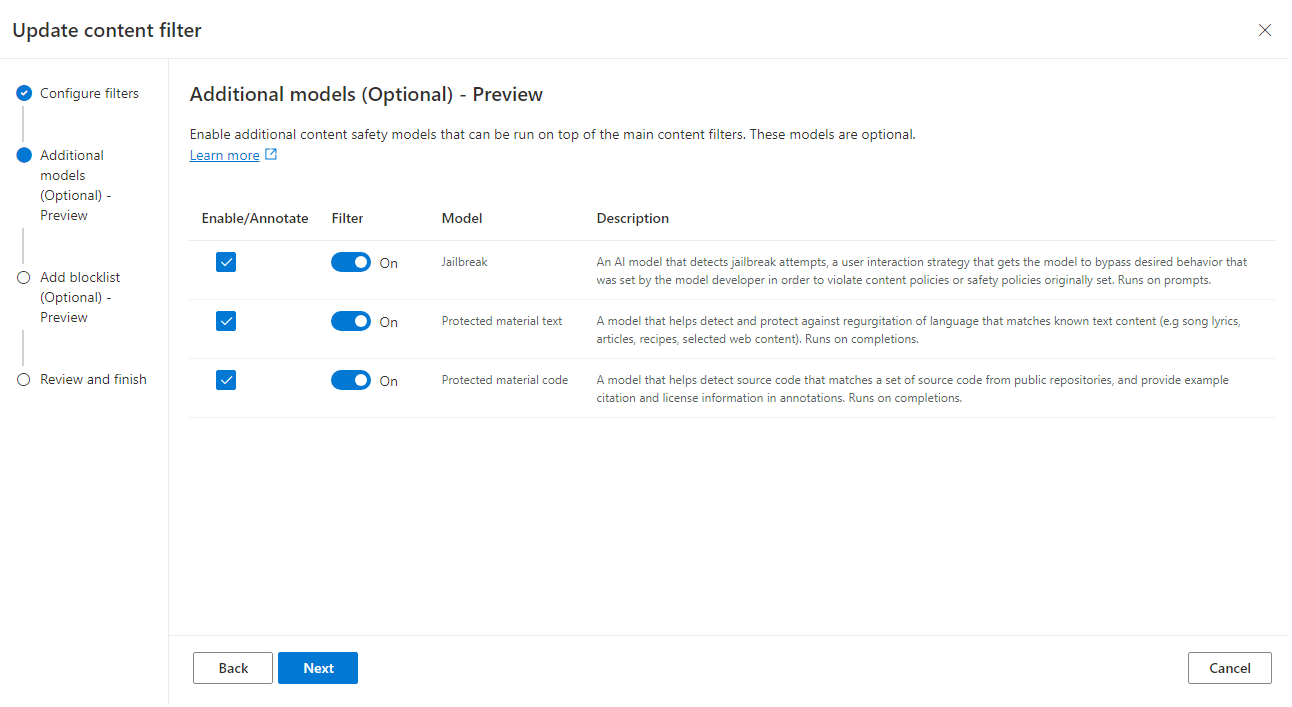 Update content filter
Configure filters
Additional
models
(Optional) -
Preview
Add blocklist
(Optional) -
Preview
Review and finish
Additional models (Optional) - Preview
Enable additional content safety models that can be run on top of the main content filters. These models are optional.
Learn more
Enable/Annotate Filter Model Description
On Jailbreak An AI model that detects jailbreak attempts, a user interaction strategy that gets the model to bypass desired behavior that
was set by the model developer in order to violate content policies or safety policies originally set. Runs on prompts.
On Protected material text A model that helps detect and protect against regurgitation of language that matches known text content (e.g song lyrics,
articles, recipes, selected web content). Runs on completions.
On Protected material code A model that helps detect source code that matches a set of source code from public repositories, and provide example
citation and license information in annotations. Runs on completions.
Back Next Cancel